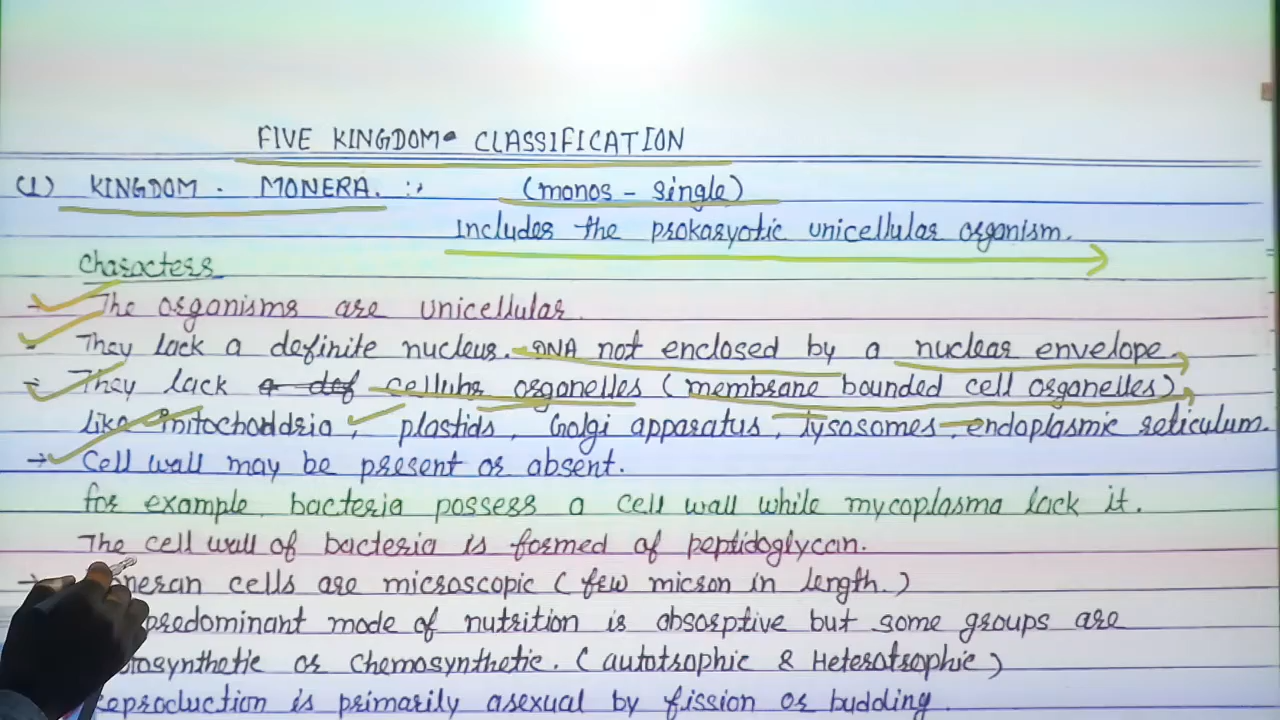 FIVE KINGDOM CLASSIFICATION
(1) KINGDOM . MONERA. :, (monos - single)
Includes the prokaryotic unicellular organism.
Characters
The organisms are unicellular.
They lack a definite nucleus. DNA not enclosed by a nuclear envelope.
They lack cellular organelles (membrane bounded cell organelles)
like mitochondria, plastids, Golgi apparatus, lysosomes, endoplasmic reticulum.
→ Cell wall may be present or absent.
for example bacteria possess a cell wall while mycoplasma lack it.
The cell wall of bacteria is formed of peptidoglycan.
→ cells are microscopic (few micron in length.)
predominant mode of nutrition is absorptive but some groups are
or chemosynthetic. (autotrophic & Heterotrophic)
is primarily asexual by fission or budding.